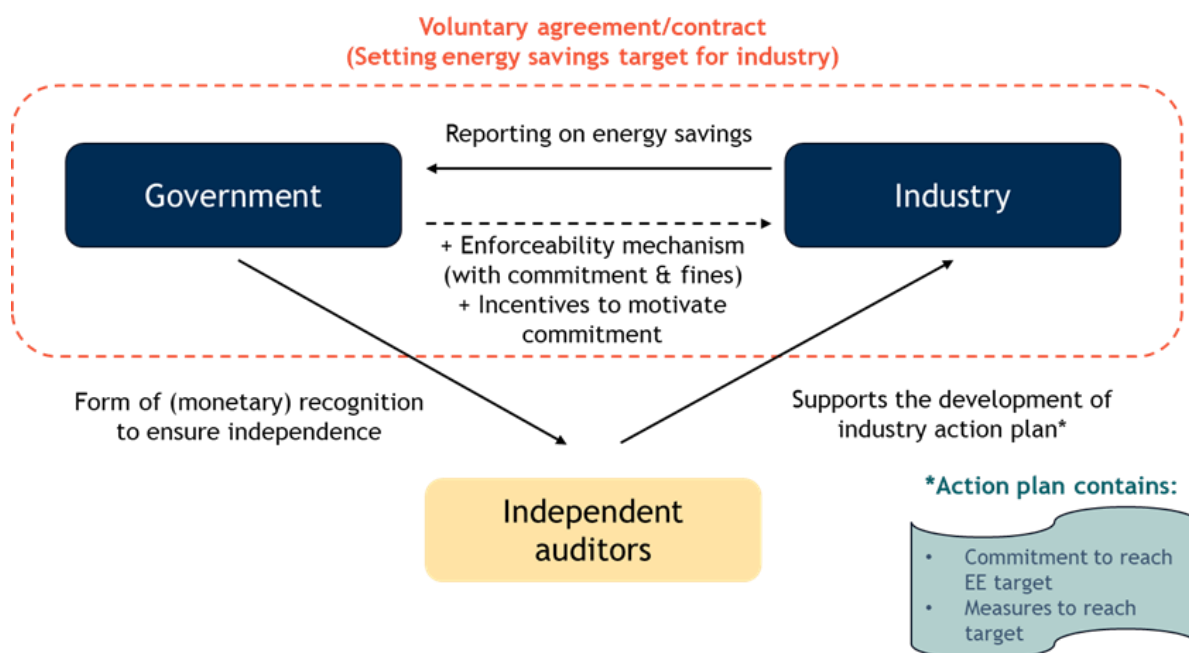 Voluntary agreement/contract
(Setting energy savings target for industry)
Reporting on energy savings
Government
Industry
+ Enforceability mechanism
(with commitment & fines)
+ Incentives to motivate
commitment
Form of (monetary) recognition
to ensure independence
Supports the development of
industry action plan*
Independent
auditors
*Action plan contains:
• Commitment to reach
EE target
• Measures to reach
target